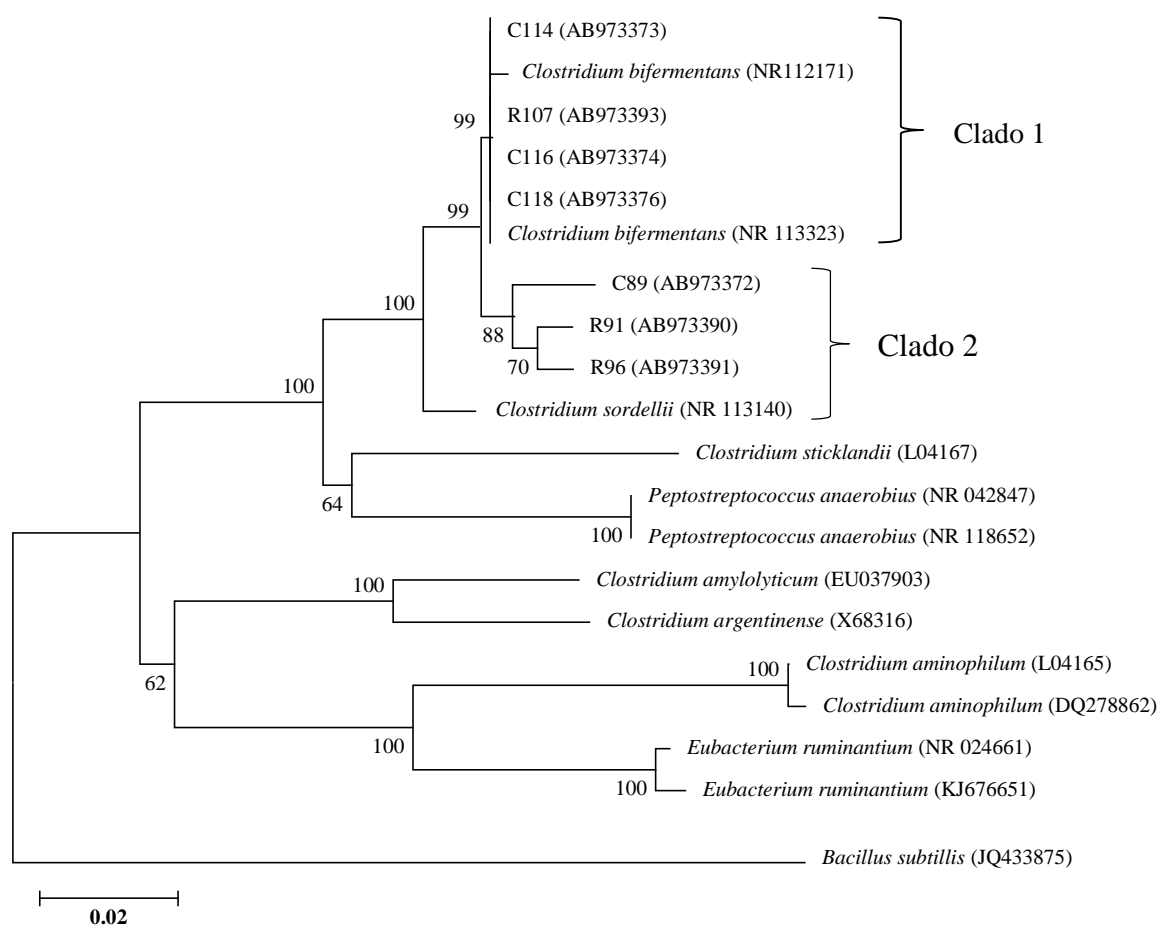 C114 (AB973373)
Clostridium bifermentans (NR112171)
99
R107 (AB973393)
Clado 1
C116 (AB973374)
C118 (AB973376)
99
Clostridium bifermentans (NR 113323)
C89 (AB973372)
100
R91 (AB973390)
88
Clado 2
70
R96 (AB973391)
100
Clostridium sordellii (NR 113140)
Clostridium sticklandii (L04167)
64
Peptostreptococcus anaerobius (NR 042847)
100
Peptostreptococcus anaerobius (NR 118652)
100
Clostridium amylolyticum (EU037903)
Clostridium argentinense (X68316)
100
Clostridium aminophilum (L04165)
62
Clostridium aminophilum (DQ278862)
100
Eubacterium ruminantium (NR 024661)
100
Eubacterium ruminantium (KJ676651)
Bacillus subtillis (JQ433875)
0.02